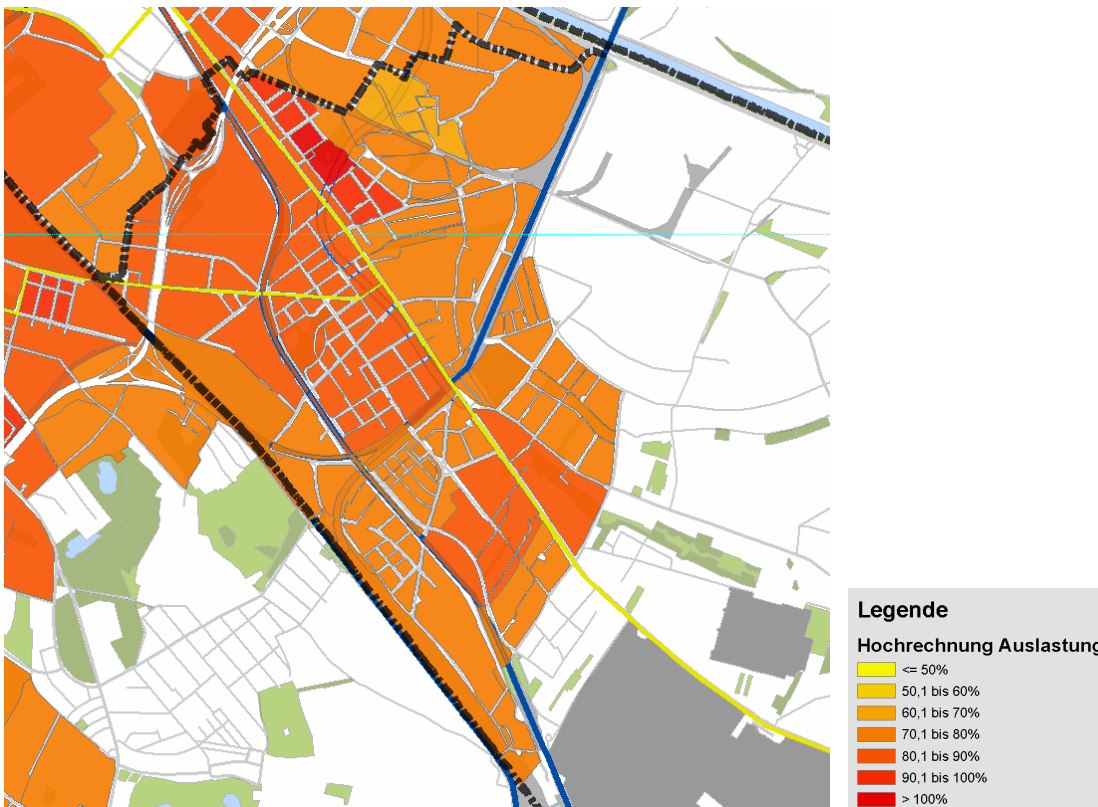 Legende
Hochrechnung Auslastung
<= 50%
50,1 bis 60%
60,1 bis 70%
70,1 bis 80%
80,1 bis 90%
90,1 bis 100%
> 100%